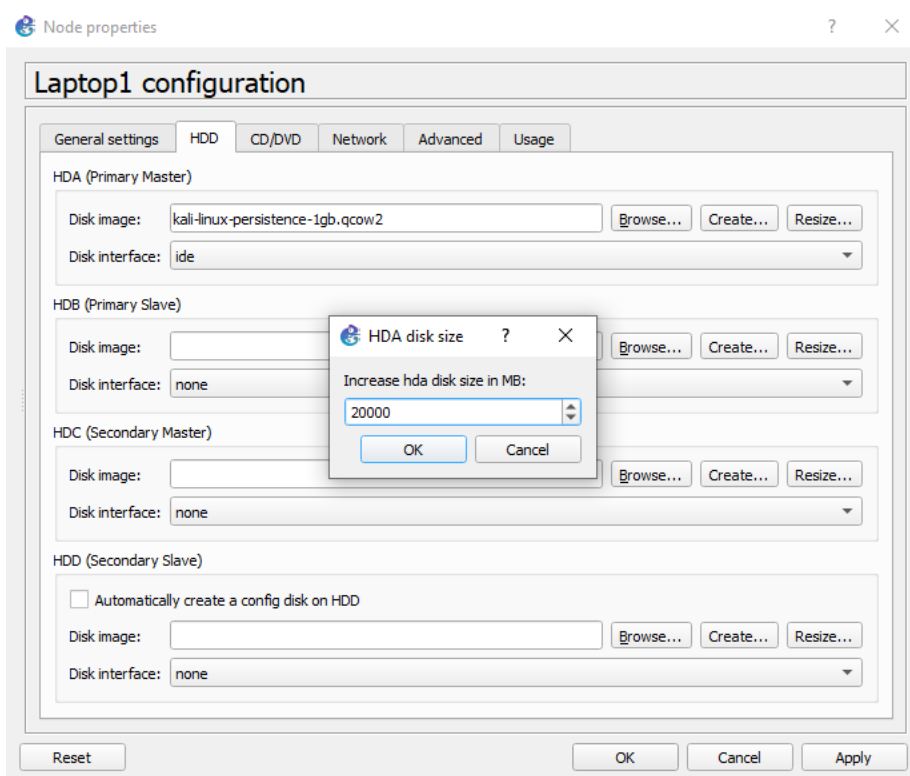 Node properties
Laptop1 configuration
General settings HDD CD/DVD Network Advanced Usage
HDA (Primary Master)
Disk image: kali-linux-persistence-1gb.qcow2 Browse... Create... Resize...
Disk interface: ide
HDB (Primary Slave)
Disk image: Browse... Create... Resize...
Disk interface: none
HDA disk size ?
Increase hda disk size in MB:
20000
OK Cancel
HDC (Secondary Master)
Disk image: Browse... Create... Resize...
Disk interface: none
HDD (Secondary Slave)
Automatically create a config disk on HDD
Disk image: Browse... Create... Resize...
Disk interface: none
Reset OK Cancel Apply